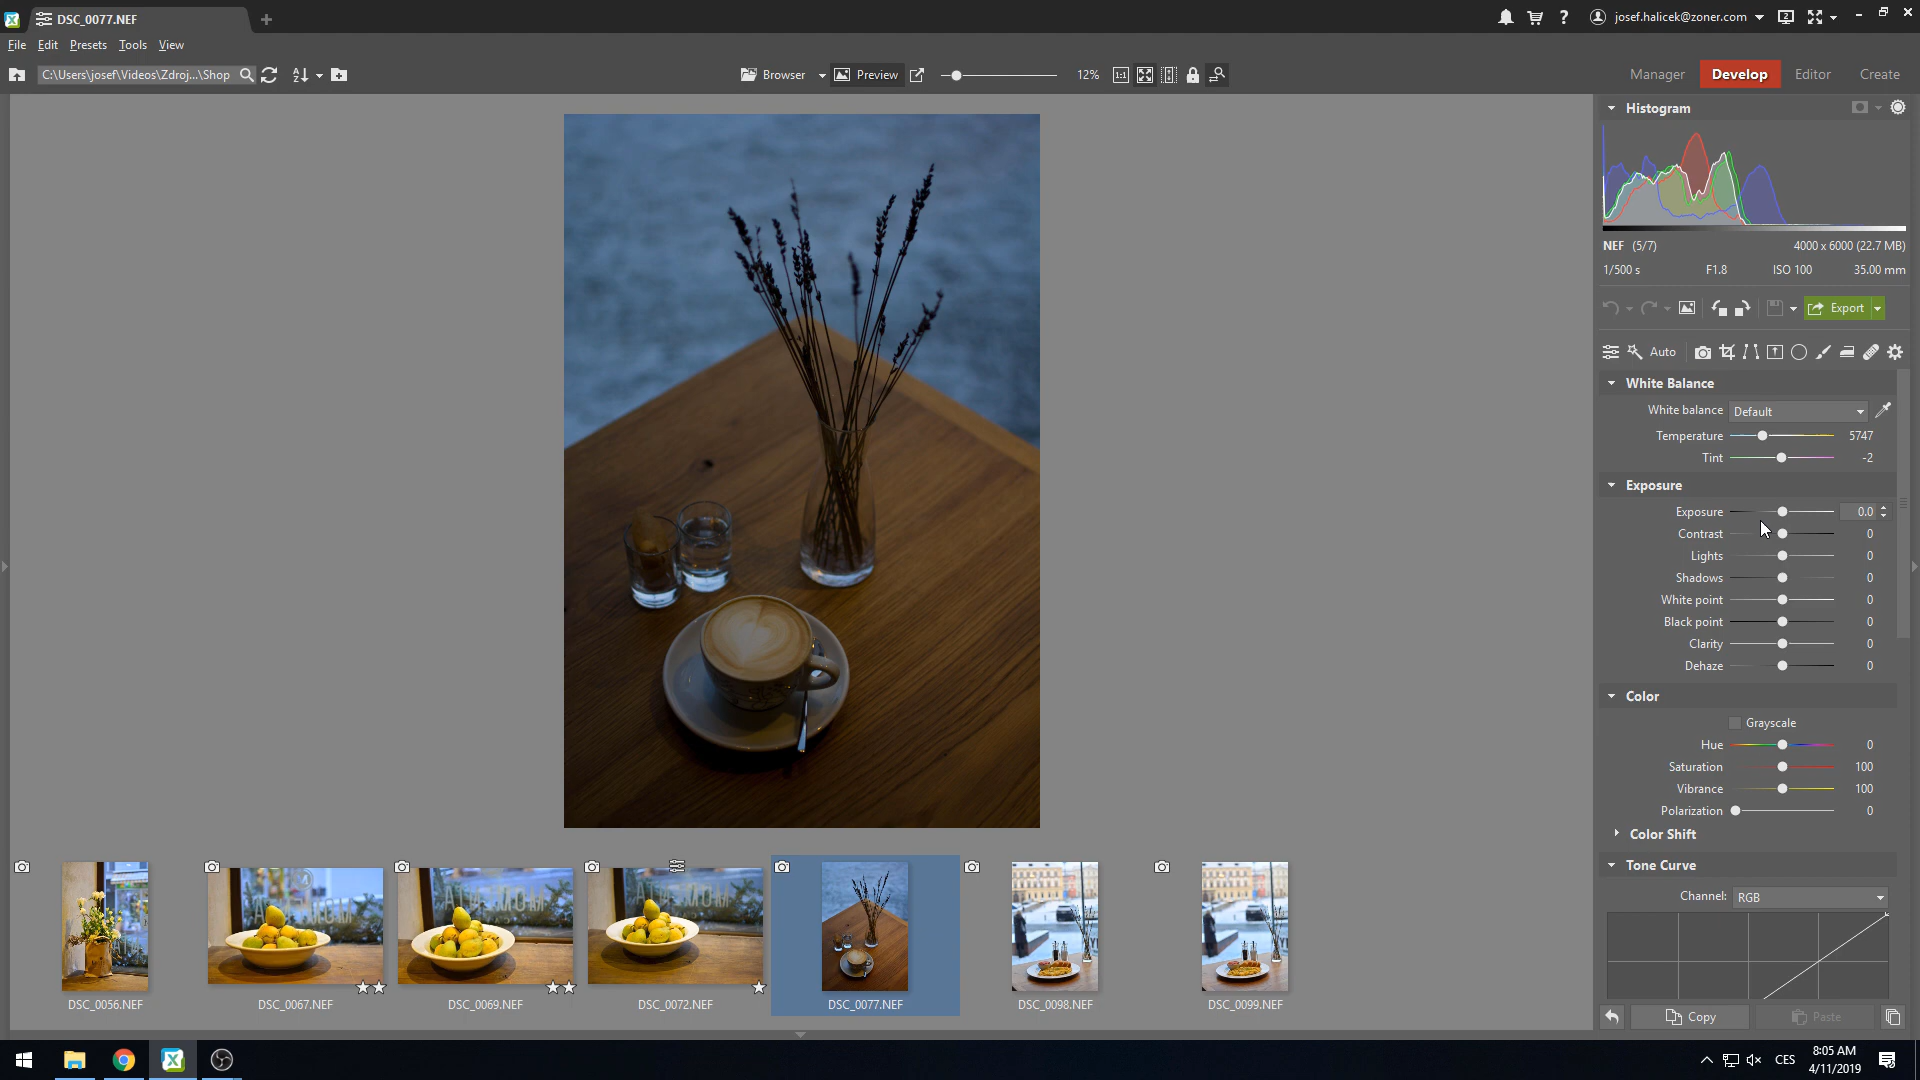 DSC_0077.NEF
josef.halicek@zoner.com
File Edit Presets Tools View
C:\Users\josef\Videos\Zdroj...\Shop
Browser
Preview
12%
1:1
Manager
Develop
Editor
Create
Histogram
NEF (5/7) 4000 x 6000 (22.7 MB)
1/500 s F1.8 ISO 100 35.00 mm
Export
Auto
White Balance
White balance Default
Temperature 5747
Tint -2
Exposure
Exposure 0.0
Contrast 0
Lights 0
Shadows 0
White point 0
Black point 0
Clarity 0
Dehaze 0
Color
Grayscale
Hue 0
Saturation 100
Vibrance 100
Polarization 0
Color Shift
Tone Curve
Channel: RGB
Copy
Paste
DSC_0056.NEF
DSC_0067.NEF
DSC_0069.NEF
DSC_0072.NEF
DSC_0077.NEF
DSC_0098.NEF
DSC_0099.NEF
CES
8:05 AM
4/11/2019